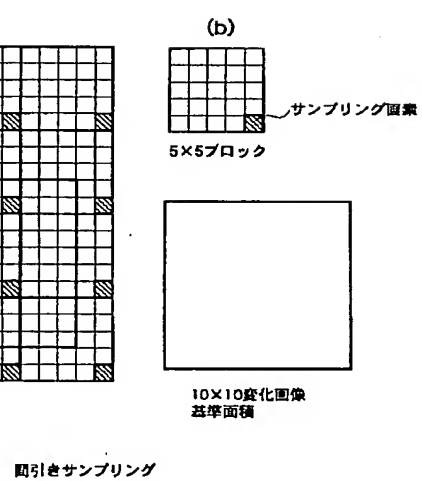 (b)
サンプリング画素
5×5ブロック
10×10変化画像
基準面積
間引きサンプリング